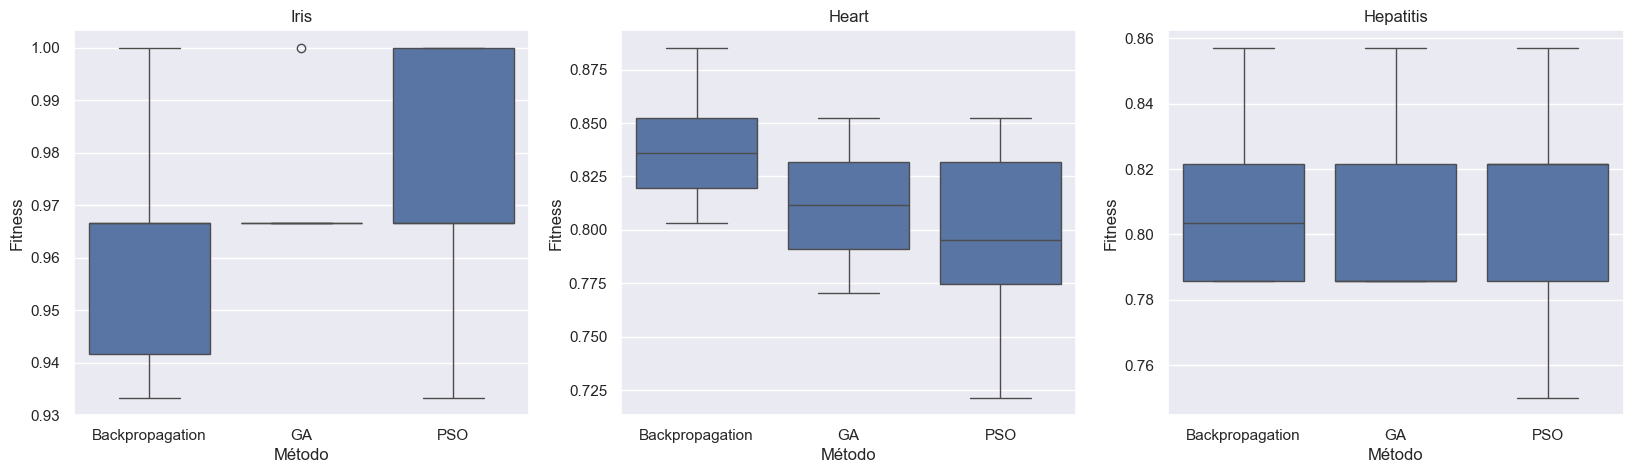 Iris
1.00
0.99
0.98
0.97
0.96
0.95
0.94
0.93
Fitness
Backpropagation GA PSO
Método
Heart
0.875
0.850
0.825
0.800
0.775
0.750
0.725
Fitness
Backpropagation GA PSO
Método
Hepatitis
0.86
0.84
0.82
0.80
0.78
0.76
Fitness
Backpropagation GA PSO
Método